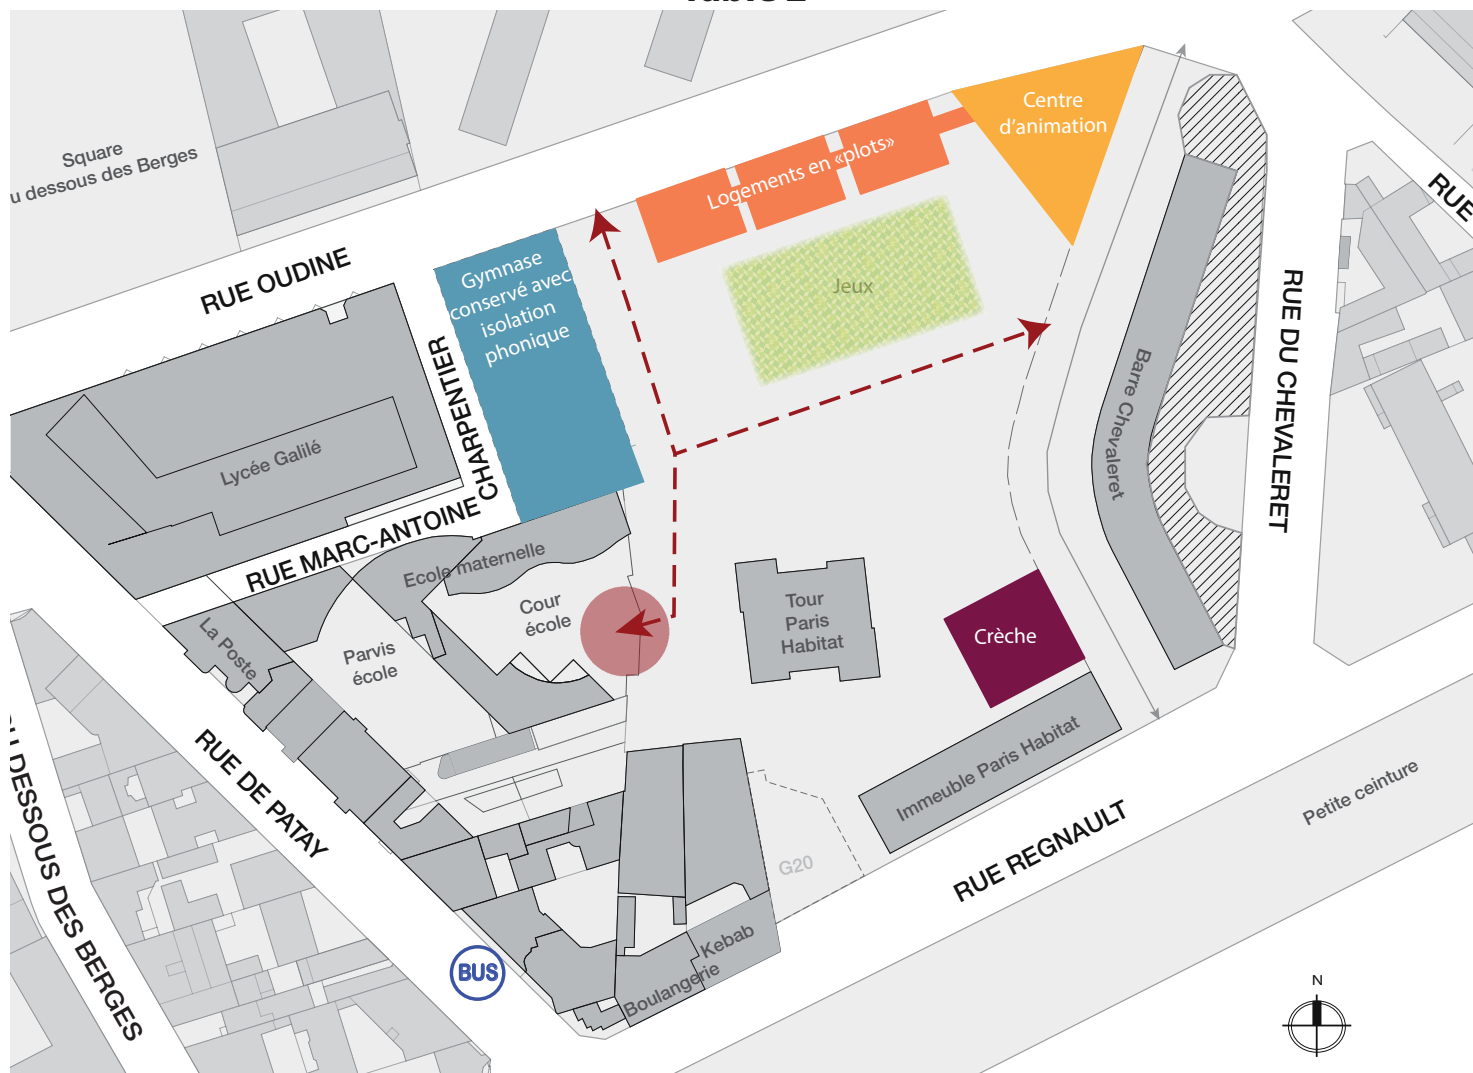 Centre
d'animation
Square
u dessous des Berges
Logements en «plots»
RUE
RUE OUDINE
Gymnase
conservé avec
isolation
phonique
Jeux
RUE DU CHEVALERET
Barre Chevaleret
Lycée Galilé
RUE MARC-ANTOINE CHARPENTIER
Ecole maternelle
Cour
école
Tour
Paris
Habitat
Crèche
La Poste
Parvis
école
RUE DE PATAY
DESSOUS DES BERGES
Immeuble Paris Habitat
Petite ceinture
G20
RUE REGNAULT
Kebab
Boulangerie
BUS
N